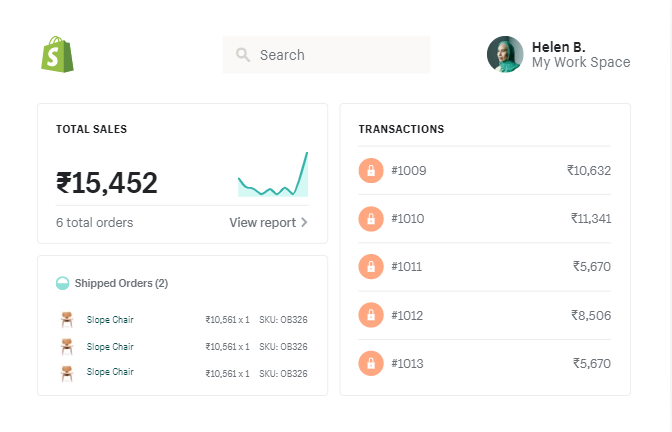 S
Search
Helen B.
My Work Space
TOTAL SALES
₹15,452
6 total orders
View report
Shipped Orders (2)
Slope Chair ₹10,561 x 1 SKU: OB326
Slope Chair ₹10,561 x 1 SKU: OB326
Slope Chair ₹10,561 x 1 SKU: OB326
TRANSACTIONS
#1009 ₹10,632
#1010 ₹11,341
#1011 ₹5,670
#1012 ₹8,506
#1013 ₹5,670